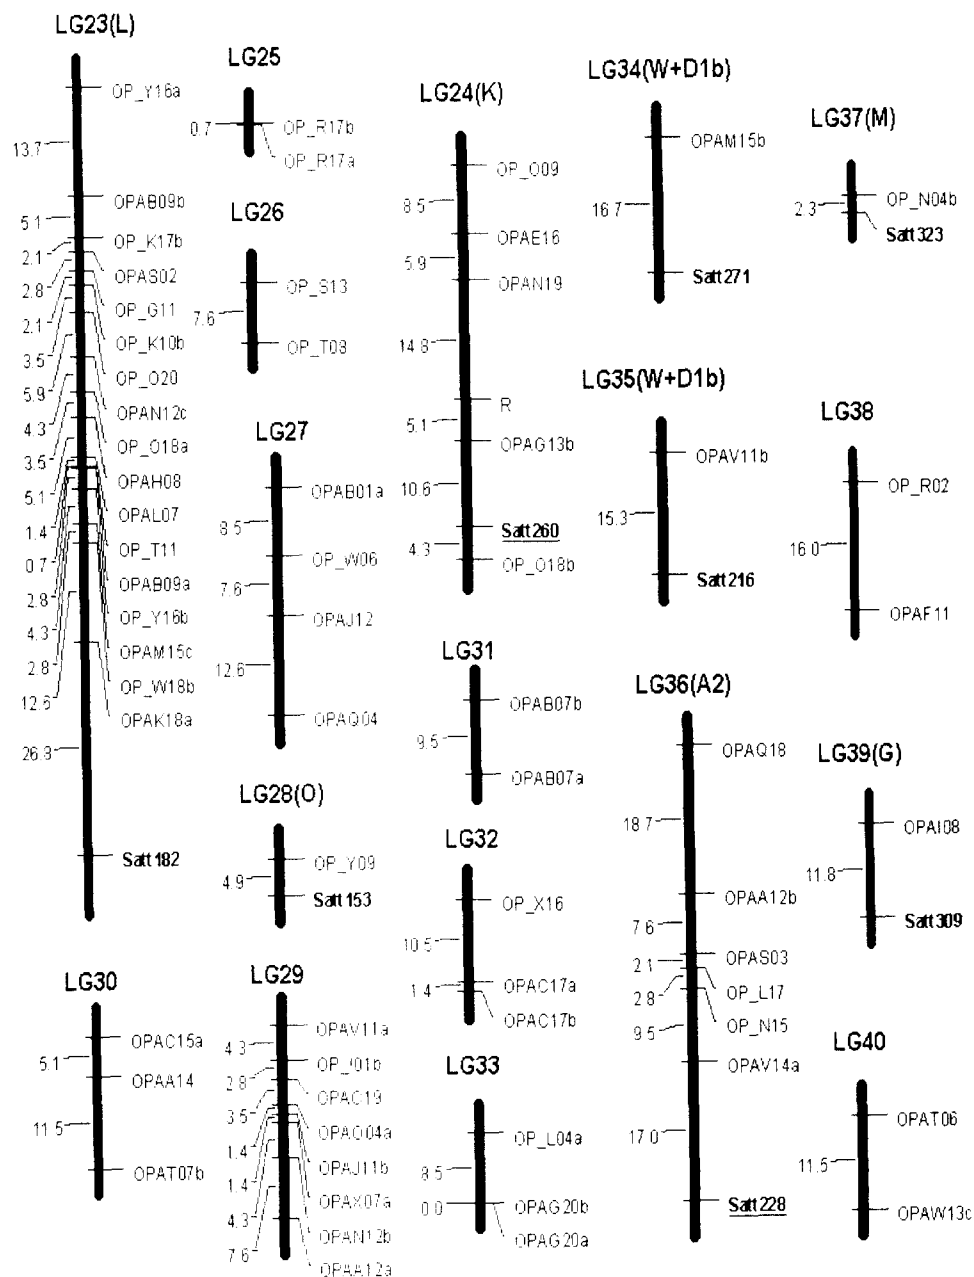 LG23(L)
OP_Y16a
13.7
OPAB09b
5.1
OP_K17b
2.1
OPAS02
2.8
OP_G11
2.1
OP_K10b
3.5
OP_O20
5.9
OPAN12c
4.3
OP_O18a
3.5
OPAH08
5.1
OPAL07
1.4
OP_T11
0.7
OPAB09a
2.8
OP_Y16b
4.3
OPAM15c
2.8
OP_W18b
12.6
OPAK18a
26.3
Satt182
LG25
0.7
OP_R17b
OP_R17a
LG26
OP_S13
7.6
OP_T08
LG27
OPAB01a
8.5
OP_W06
7.6
OPAJ12
12.6
OPAQ04
LG28(O)
OP_Y09
4.9
Satt153
LG30
OPAC15a
5.1
OPAA14
11.5
OPAT07b
LG29
OPAV11a
4.3
2.8
OPAC19
3.5
OPAO04a
1.4
OPAJ11b
1.4
OPAX07a
4.3
OPAN12b
7.6
OPAA12a
LG24(K)
OP_O09
8.5
OPAE16
5.9
OPAN19
14.8
R
5.1
OPAG13b
10.6
Satt260
4.3
OP_O18b
LG31
OPAB07b
9.5
OPAB07a
LG32
OP_X16
10.5
OPAC17a
1.4
OPAC17b
LG33
OP_L04a
8.5
0.0
OPAG20b
OPAG20a
LG34(W+D1b)
OPAM15b
16.7
Satt271
LG35(W+D1b)
OPAV11b
15.3
Satt216
LG36(A2)
OPAQ18
18.7
OPAA12b
7.6
OPAS03
2.1
OP_L17
2.8
OP_N15
9.5
OPAV14a
17.0
Satt228
LG37(M)
OP_N04b
2.3
Satt323
LG38
OP_R02
16.0
OPAF11
LG39(G)
OPAI08
11.8
Satt309
LG40
OPAT06
11.5
OPAW13c